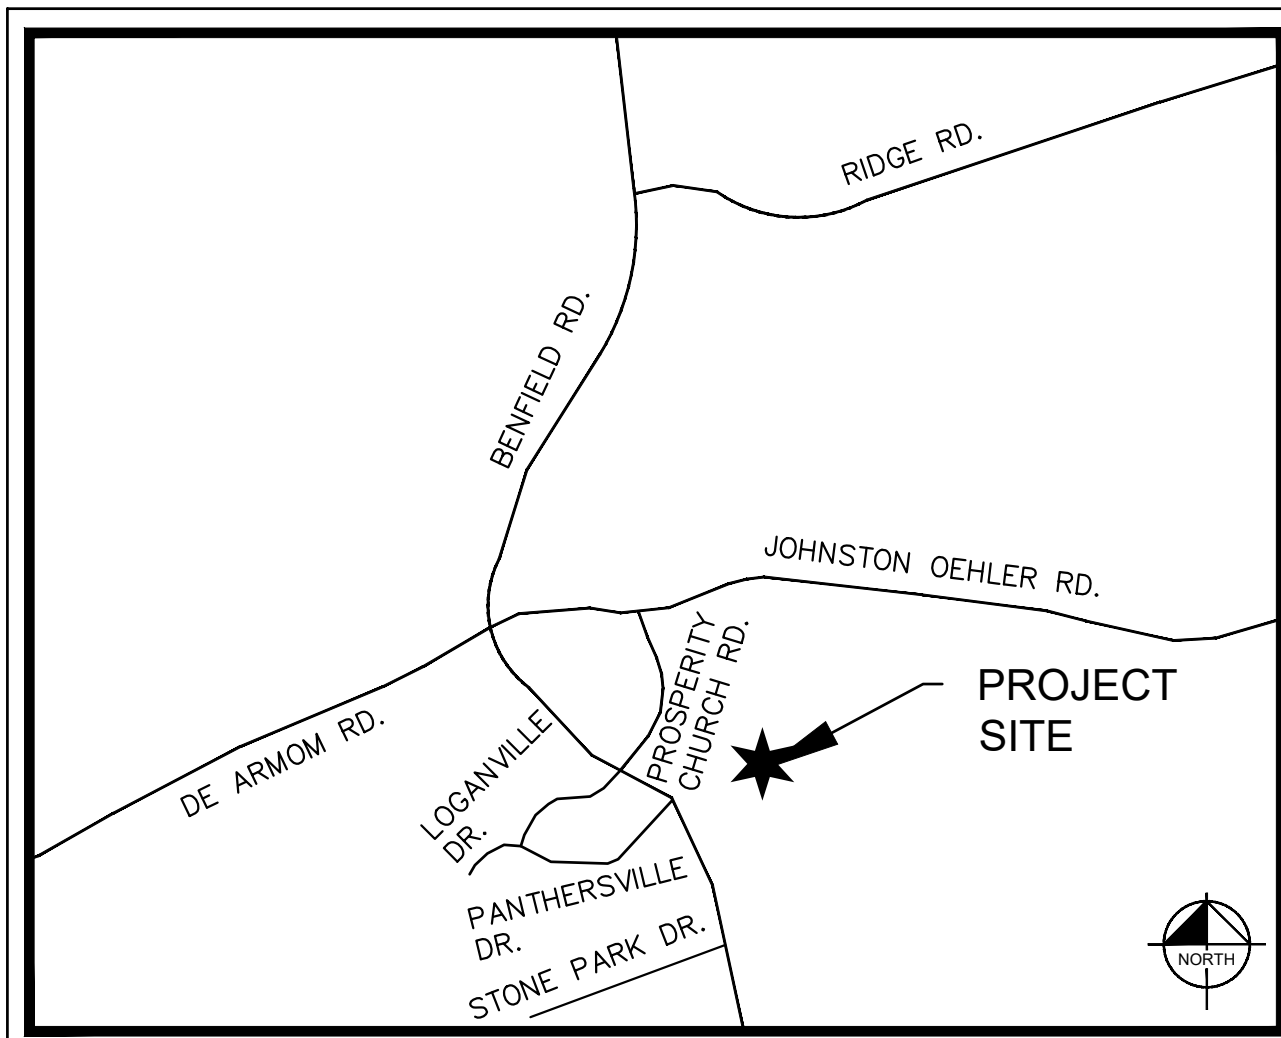 RIDGE RD.
BENFIELD RD.
JOHNSTON OEHLER RD.
PROSPERITY
CHURCH RD.
PROJECT
SITE
DE ARMOM RD.
LOGANVILLE
DR.
PANTHERSVILLE
DR.
STONE PARK DR.
NORTH